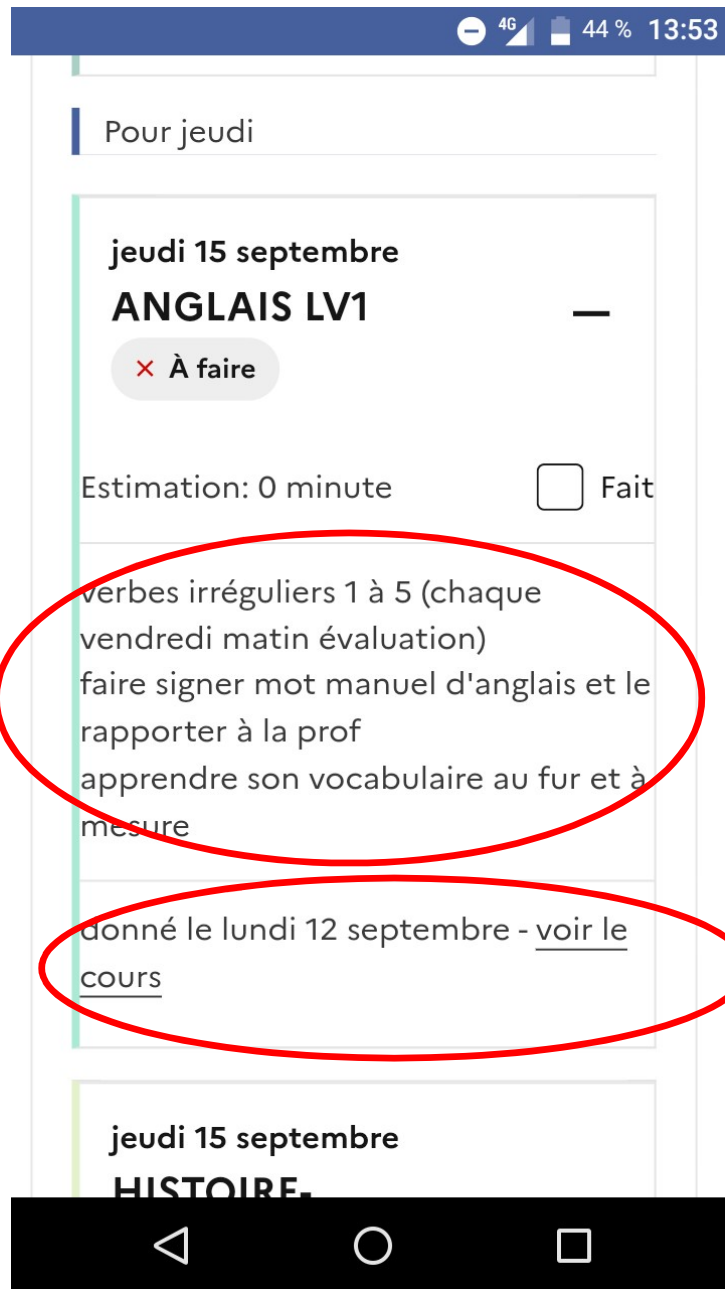 4G 44 % 13:53
Pour jeudi
jeudi 15 septembre
ANGLAIS LV1
× À faire
Estimation: 0 minute Fait
verbes irréguliers 1 à 5 (chaque
vendredi matin évaluation)
faire signer mot manuel d'anglais et le
rapporter à la prof
apprendre son vocabulaire au fur et à
mesure
donné le lundi 12 septembre - voir le
cours
jeudi 15 septembre
HISTOIRE-